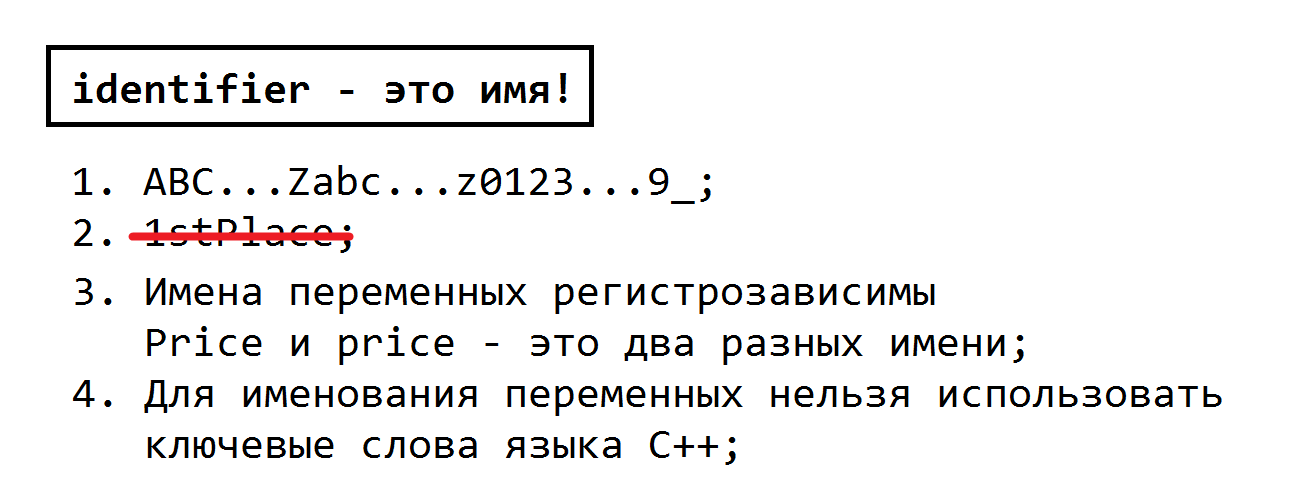 identifier - это имя!
1. ABC...Zabc...z0123...9_;
2. 1stPlace;
3. Имена переменных регистрозависимы
Price и price - это два разных имени;
4. Для именования переменных нельзя использовать
ключевые слова языка C++;